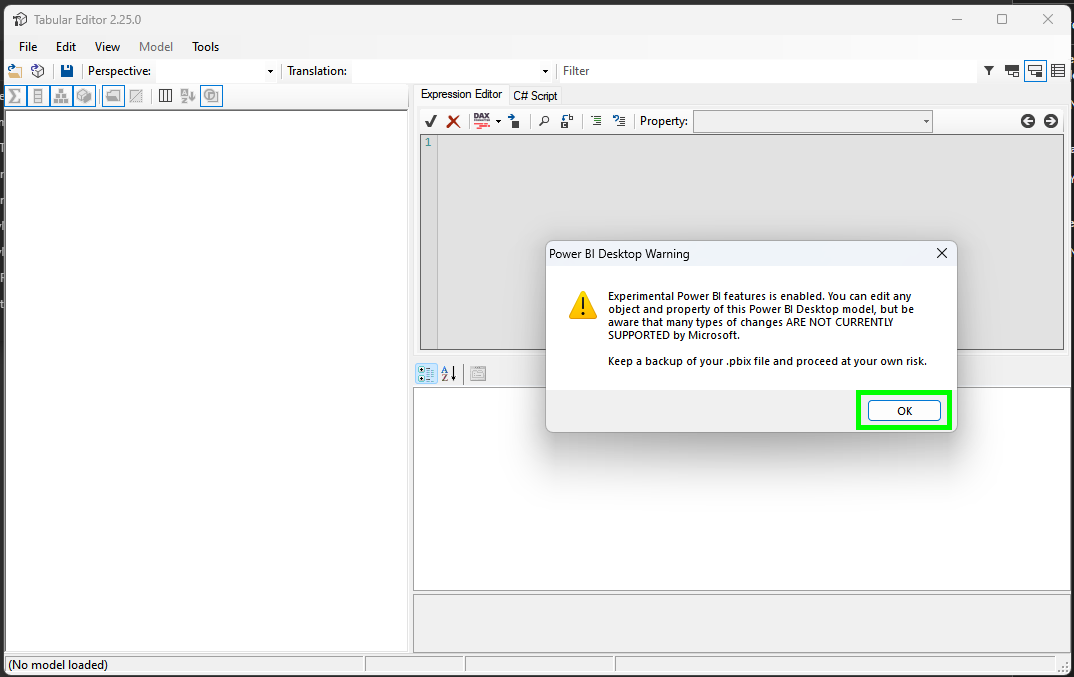 Tabular Editor 2.25.0
File Edit View Model Tools
Perspective: Translation: Filter
Expression Editor C# Script
DAX Property:
1
Power BI Desktop Warning
Experimental Power BI features is enabled. You can edit any
object and property of this Power BI Desktop model, but be
aware that many types of changes ARE NOT CURRENTLY
SUPPORTED by Microsoft.
Keep a backup of your .pbix file and proceed at your own risk.
OK
(No model loaded)